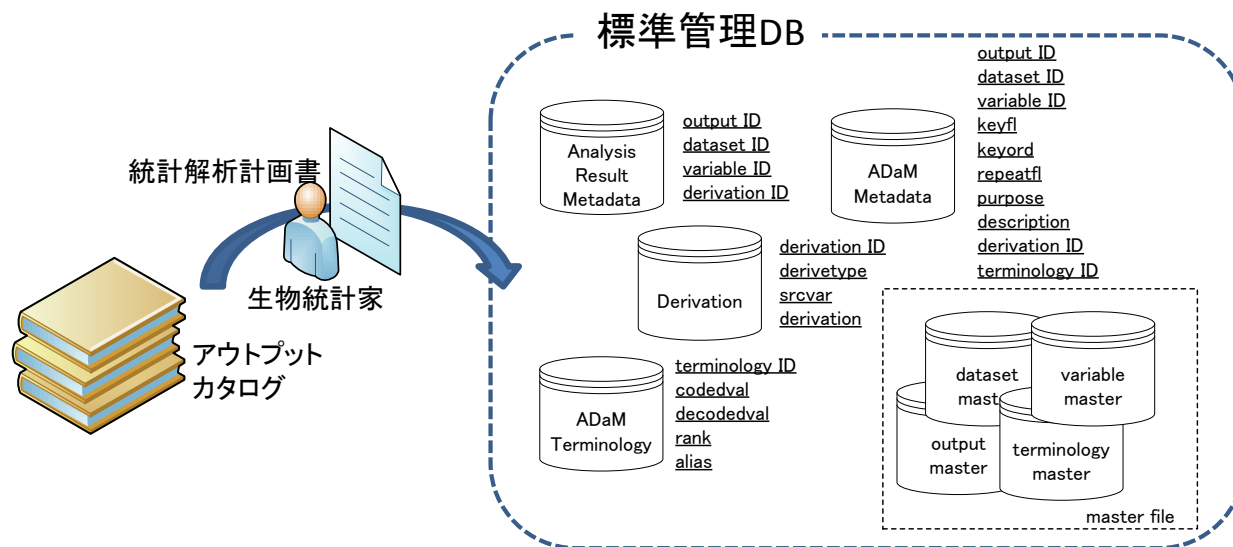 標準管理DB
統計解析計画書
生物統計家
アウトプット
カタログ
Analysis
Result
Metadata
output ID
dataset ID
variable ID
derivation ID
ADaM
Metadata
output ID
dataset ID
variable ID
keyfl
keyord
repeatfl
purpose
description
derivation ID
terminology ID
Derivation
derivation ID
derivetype
srcvar
derivation
ADaM
Terminology
terminology ID
codedval
decodedval
rank
alias
dataset
mast
variable
master
output
master
terminology
master
master file